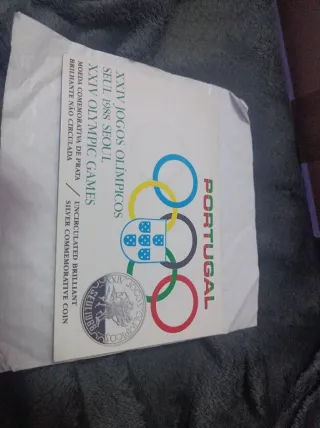 PORTUGAL
XXIV JOGOS OLÍMPICOS
SEUL 1988 SEOUL
XXIV OLYMPIC GAMES
MOEDA COMEMORATIVA DE PRATA
BRILHANTE NÃO CIRCULADA
UNCIRCULATED BRILLIANT
SILVER COMMEMORATIVE COIN